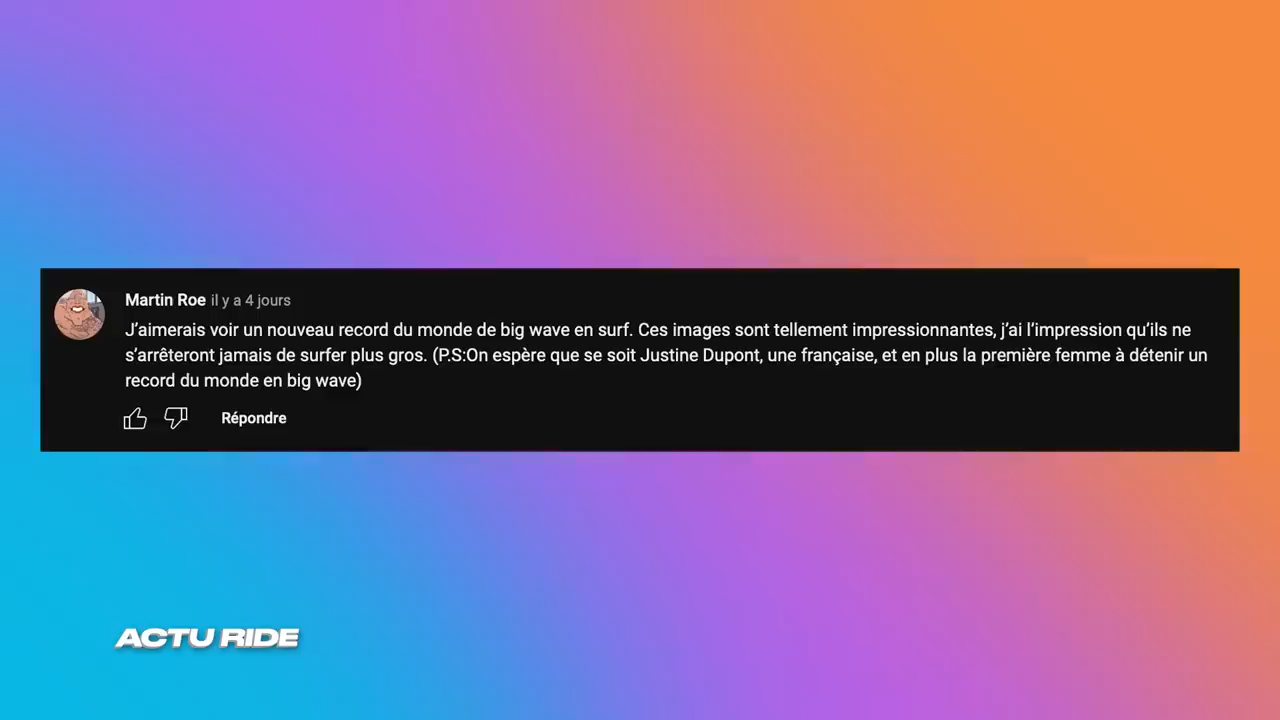 Martin Roe il y a 4 jours
J’aimerais voir un nouveau record du monde de big wave en surf. Ces images sont tellement impressionnantes, j’ai l’impression qu’ils ne
s’arrêteront jamais de surfer plus gros. (P.S:On espère que se soit Justine Dupont, une française, et en plus la première femme à détenir un
record du monde en big wave)
Répondre
ACTU RIDE